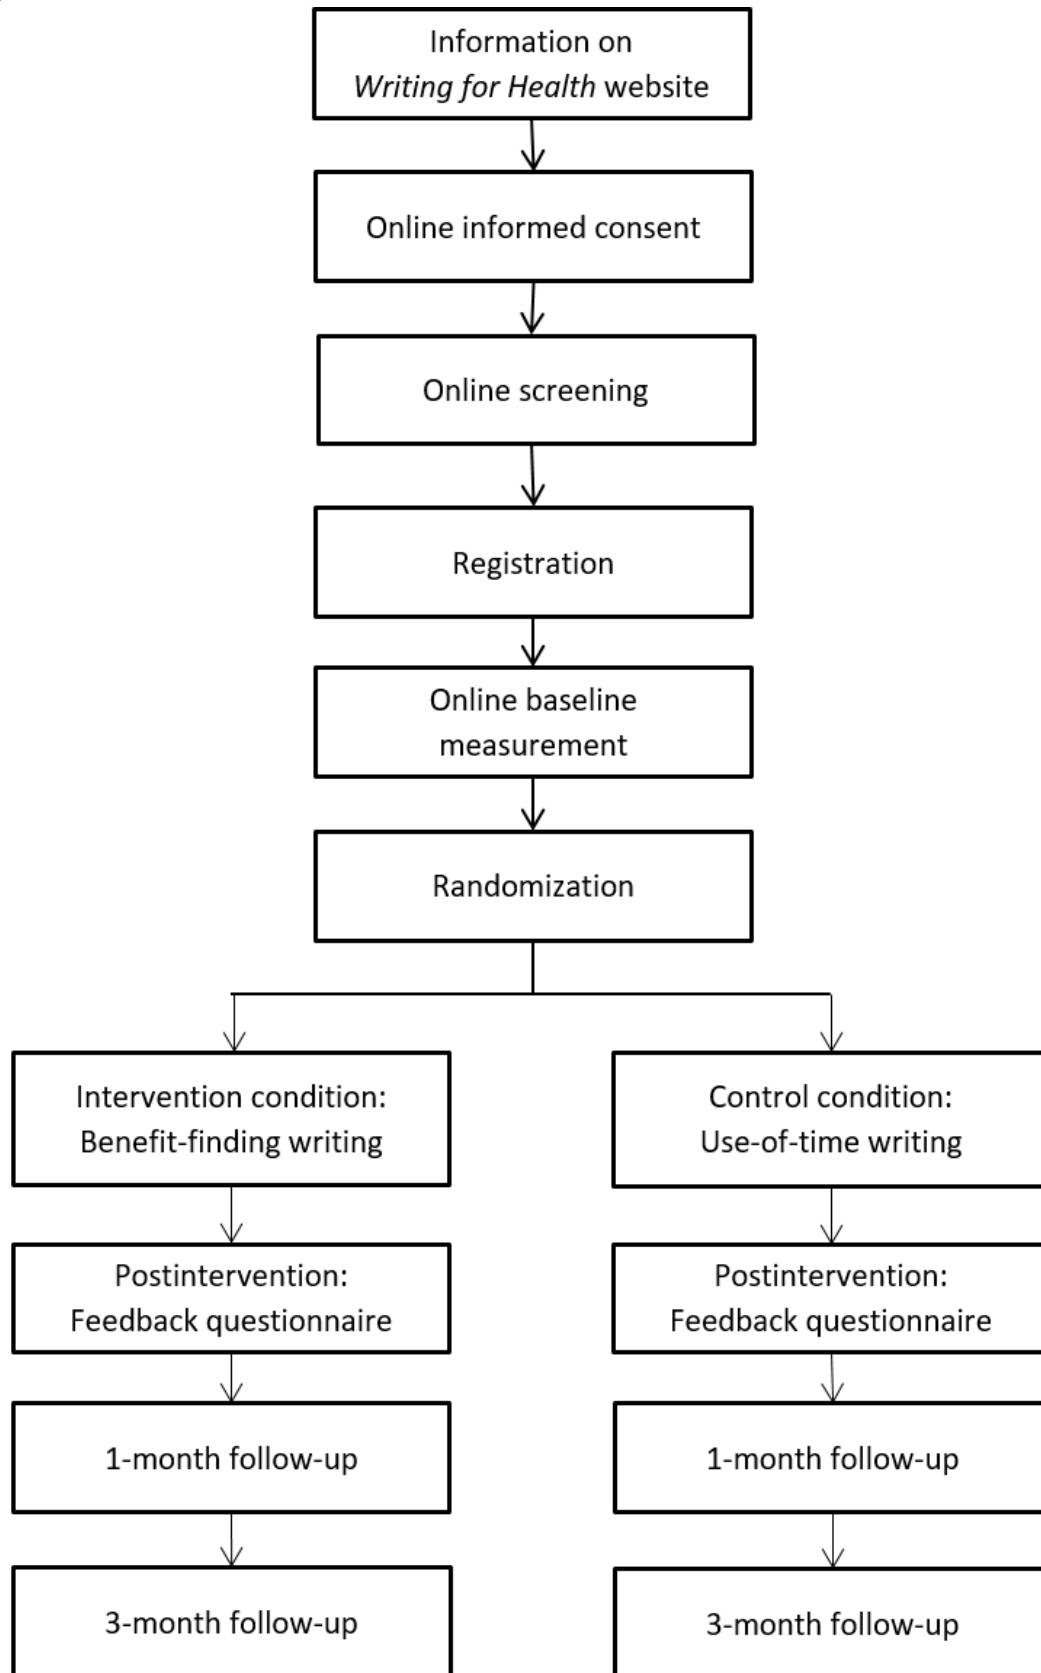 Information on
Writing for Health website
Online informed consent
Online screening
Registration
Online baseline
measurement
Randomization
Intervention condition:
Benefit-finding writing
Control condition:
Use-of-time writing
Postintervention:
Feedback questionnaire
Postintervention:
Feedback questionnaire
1-month follow-up
1-month follow-up
3-month follow-up
3-month follow-up